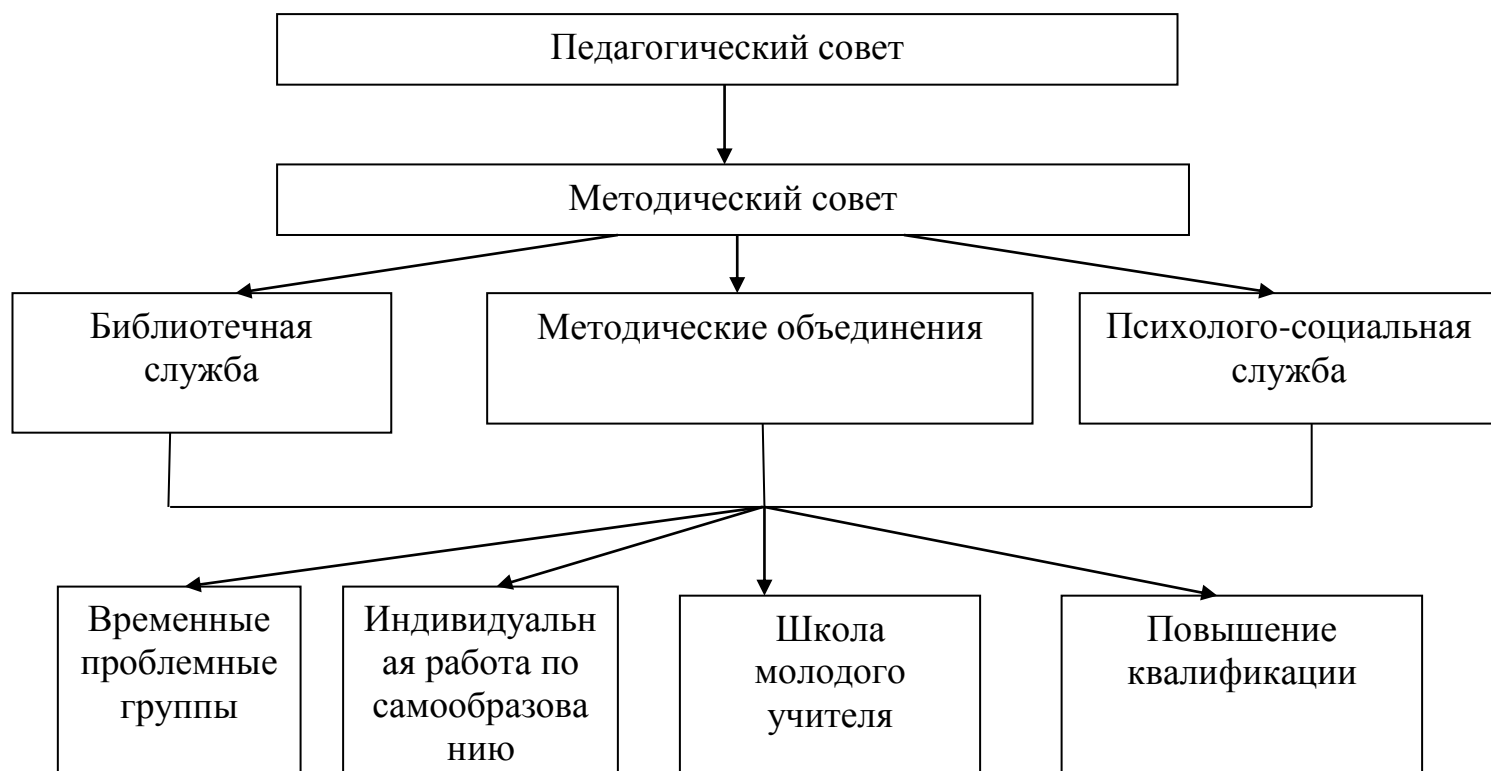 Педагогический совет
Методический совет
Библиотечная
служба
Методические объединения
Психолого-социальная
служба
Временные
проблемные
группы
Индивидуальн
ая работа по
самообразова
нию
Школа
молодого
учителя
Повышение
квалификации